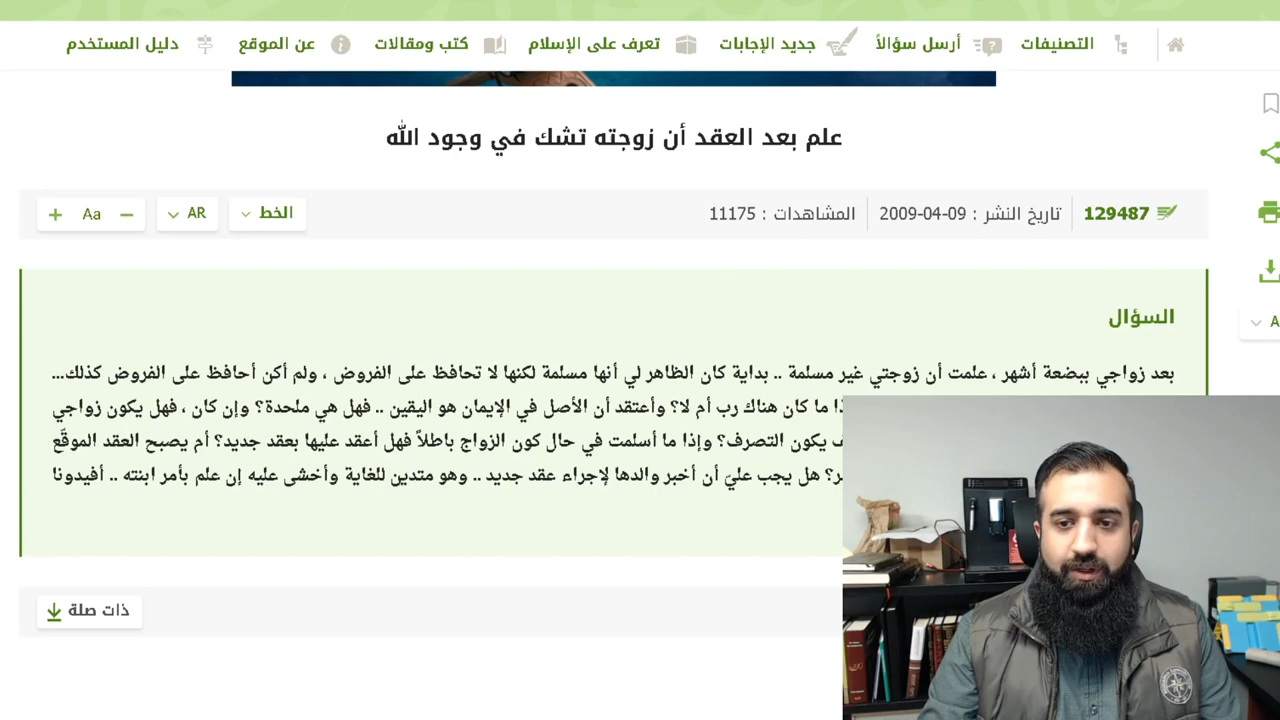 التصنيفات
أرسل سؤالاً
جديد الإجابات
تعرف على الإسلام
كتب ومقالات
عن الموقع
دليل المستخدم
علم بعد العقد أن زوجته تشك في وجود الله
129487
تاريخ النشر : 09-04-2009
المشاهدات : 11175
الخط
AR
+ Aa −
السؤال
بعد زواجي ببضعة أشهر ، علمت أن زوجتي غير مسلمة .. بداية كان الظاهر لي أنها مسلمة لكنها لا تحافظ على الفروض ، ولم أكن أحافظ على الفروض كذلك...
ما كان هناك رب أم لا؟ وأعتقد أن الأصل في الإيمان هو اليقين .. فهل هي ملحدة؟ وإن كان ، فهل يكون زواجي
يكون التصرف؟ وإذا ما أسلمت في حال كون الزواج باطلاً فهل أعقد عليها بعقد جديد؟ أم يصبح العقد الموقَّع
هل يجب عليَ أن أخبر والدها لإجراء عقد جديد .. وهو متدين للغاية وأخشى عليه إن علم بأمر ابنته .. أفيدونا
ذات صلة